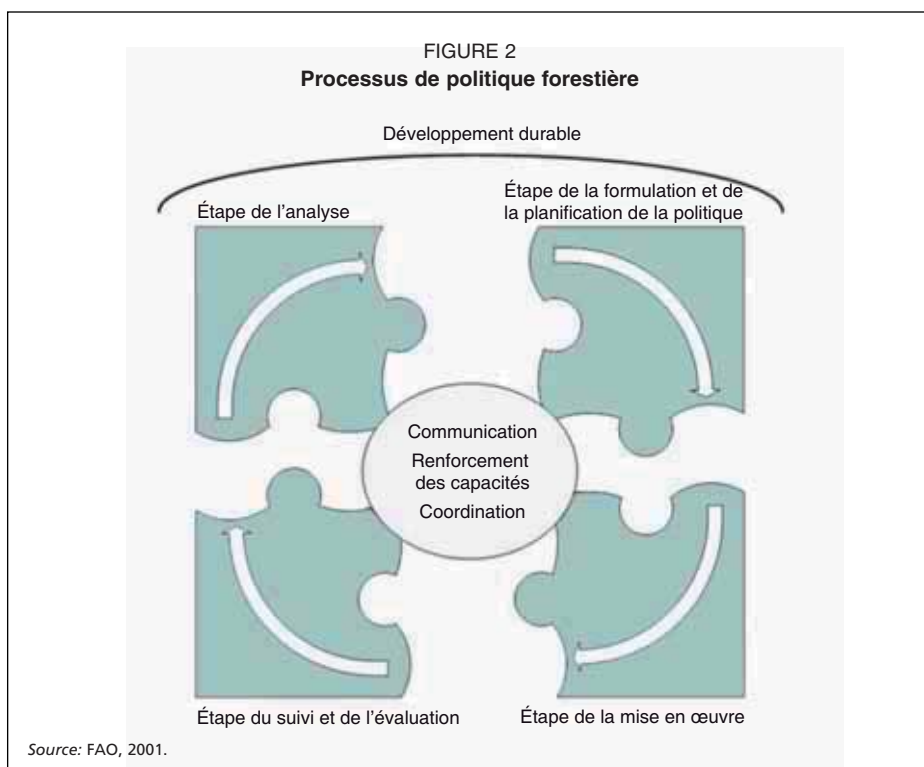 FIGURE 2
Processus de politique forestière
Développement durable
Étape de l'analyse
Étape de la formulation et de
la planification de la politique
Communication
Renforcement
des capacités
Coordination
Étape du suivi et de l'évaluation
Étape de la mise en œuvre
Source: FAO, 2001.